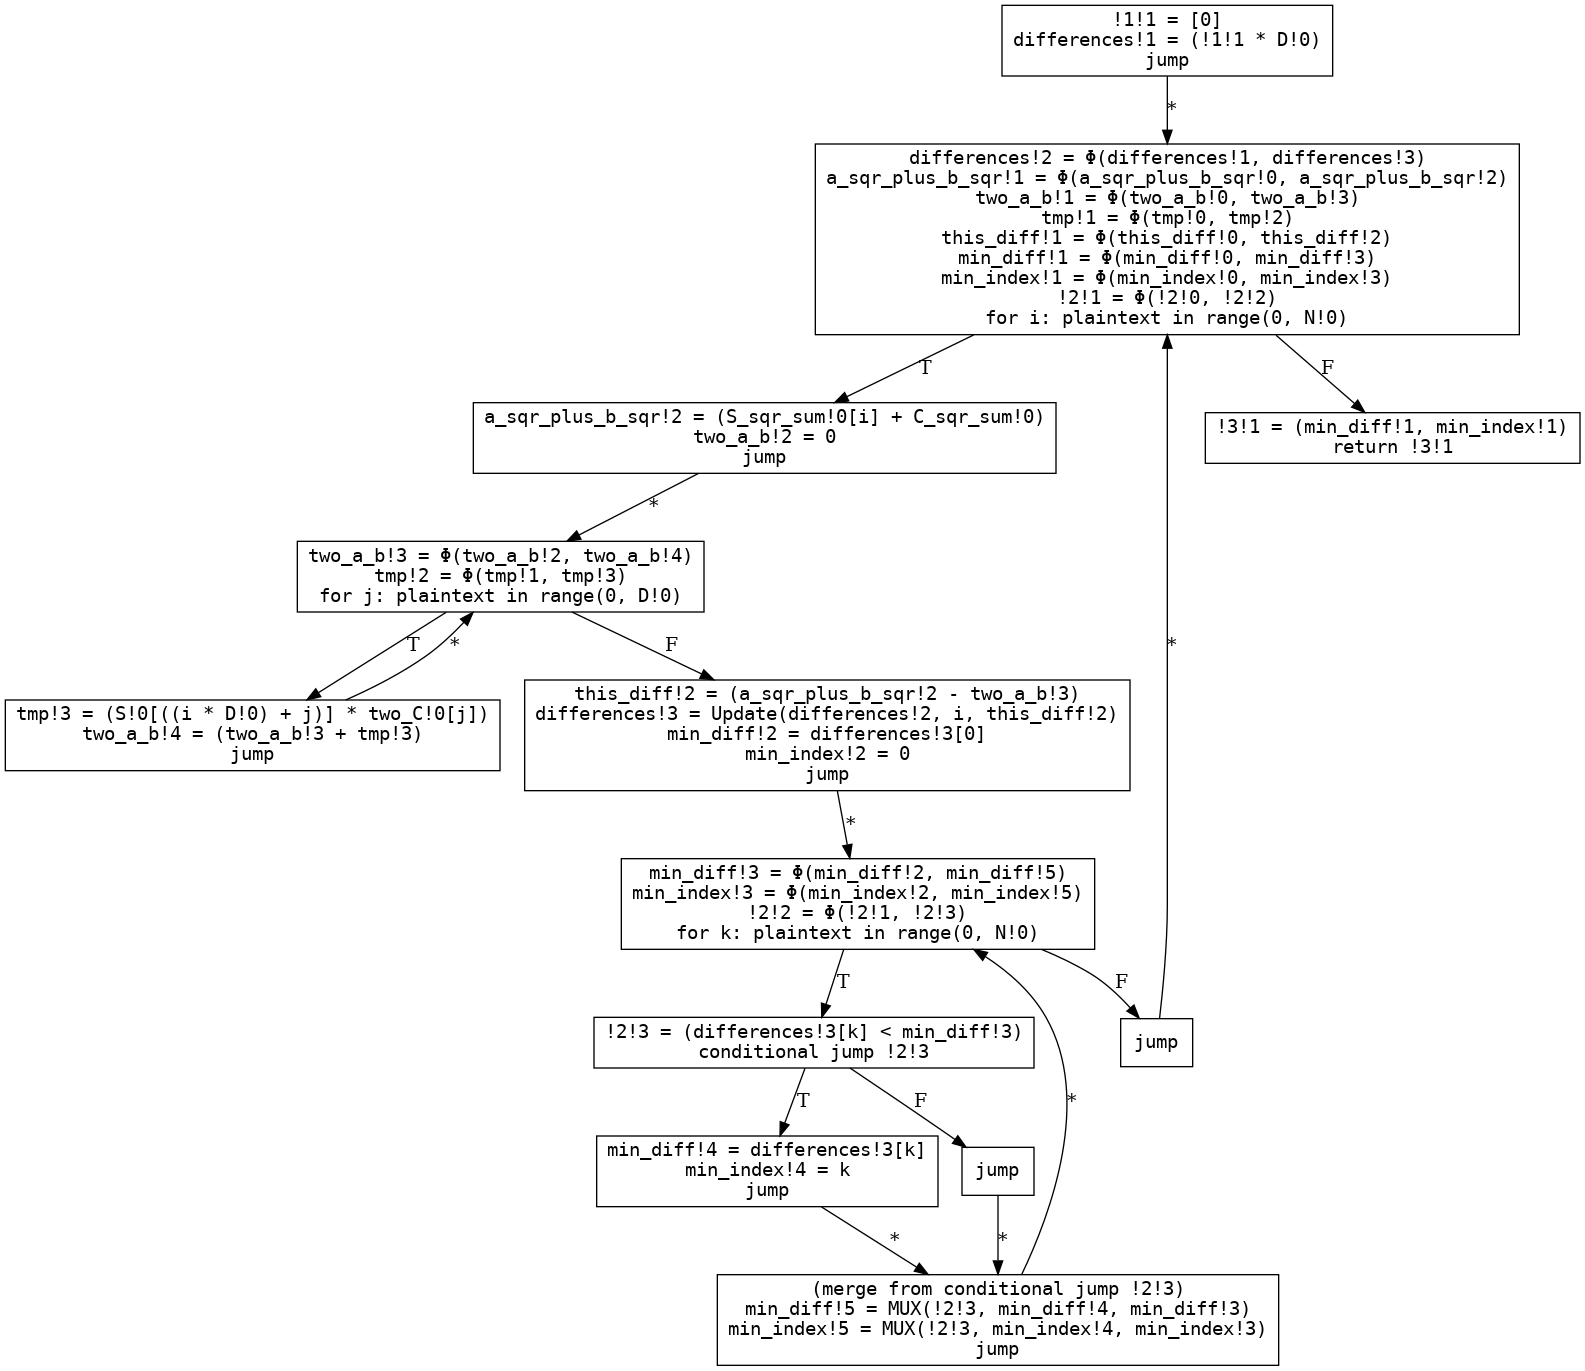 !1!1 = [0]
differences!1 = (!1!1 * D!0)
jump
*
differences!2 = Φ(differences!1, differences!3)
a_sqr_plus_b_sqr!1 = Φ(a_sqr_plus_b_sqr!0, a_sqr_plus_b_sqr!2)
two_a_b!1 = Φ(two_a_b!0, two_a_b!3)
tmp!1 = Φ(tmp!0, tmp!2)
this_diff!1 = Φ(this_diff!0, this_diff!2)
min_diff!1 = Φ(min_diff!0, min_diff!3)
min_index!1 = Φ(min_index!0, min_index!3)
!2!1 = Φ(!2!0, !2!2)
for i: plaintext in range(0, N!0)
T
F
a_sqr_plus_b_sqr!2 = (S_sqr_sum!0[i] + C_sqr_sum!0)
two_a_b!2 = 0
jump
!3!1 = (min_diff!1, min_index!1)
return !3!1
*
two_a_b!3 = Φ(two_a_b!2, two_a_b!4)
tmp!2 = Φ(tmp!1, tmp!3)
for j: plaintext in range(0, D!0)
T
*
F
*
tmp!3 = (S!0[((i * D!0) + j)] * two_C!0[j])
two_a_b!4 = (two_a_b!3 + tmp!3)
jump
this_diff!2 = (a_sqr_plus_b_sqr!2 - two_a_b!3)
differences!3 = Update(differences!2, i, this_diff!2)
min_diff!2 = differences!3[0]
min_index!2 = 0
jump
*
min_diff!3 = Φ(min_diff!2, min_diff!5)
min_index!3 = Φ(min_index!2, min_index!5)
!2!2 = Φ(!2!1, !2!3)
for k: plaintext in range(0, N!0)
T
F
!2!3 = (differences!3[k] < min_diff!3)
conditional jump !2!3
jump
T
F
*
min_diff!4 = differences!3[k]
min_index!4 = k
jump
jump
*
*
(merge from conditional jump !2!3)
min_diff!5 = MUX(!2!3, min_diff!4, min_diff!3)
min_index!5 = MUX(!2!3, min_index!4, min_index!3)
jump